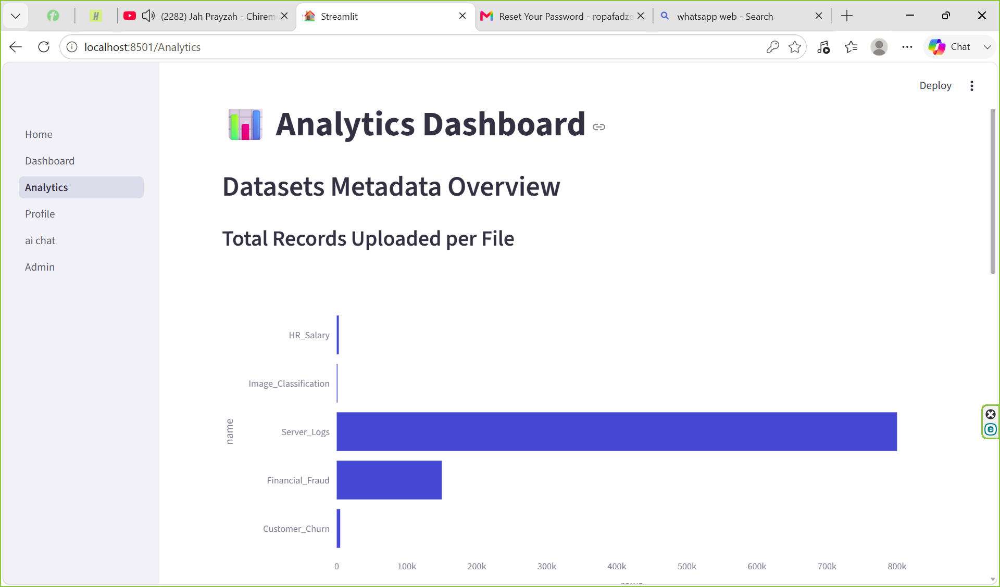 (2282) Jah Prayzah - Chirem
Streamlit
Reset Your Password - ropafadzo
whatsapp web - Search
localhost:8501/Analytics
Chat
Deploy
Home
Dashboard
Analytics
Profile
ai chat
Admin
Analytics Dashboard
Datasets Metadata Overview
Total Records Uploaded per File
name
HR_Salary
Image_Classification
Server_Logs
Financial_Fraud
Customer_Churn
0 100k 200k 300k 400k 500k 600k 700k 800k